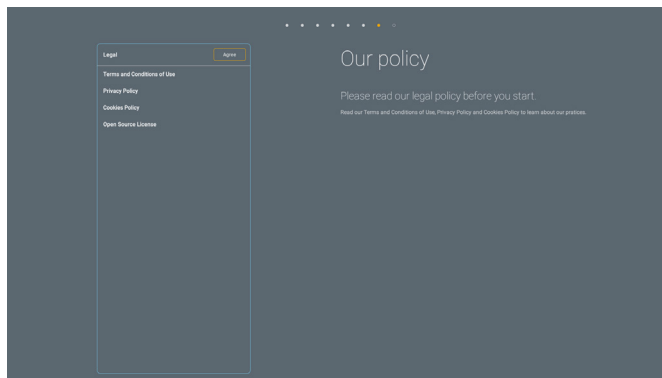 Legal
Agree
Terms and Conditions of Use
Privacy Policy
Cookies Policy
Open Source License
Our policy
Please read our legal policy before you start.
Read our Terms and Conditions of Use, Privacy Policy and Cookies Policy to learn about our pratices.